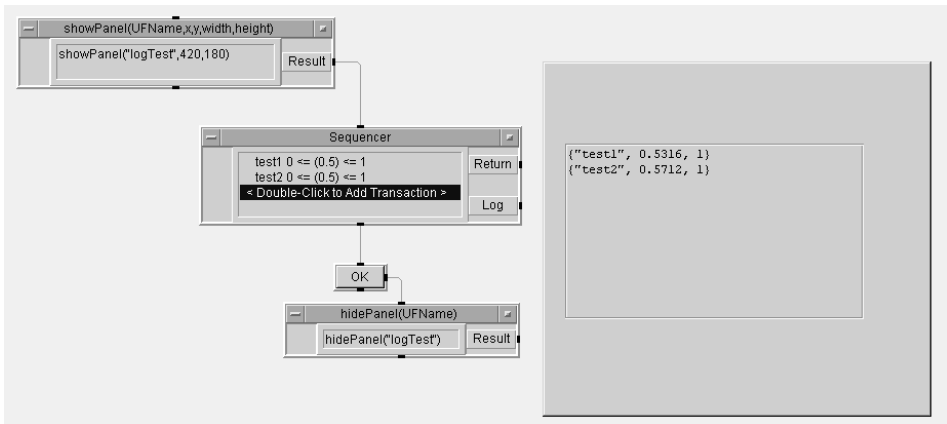 showPanel(UFName,x,y,width,height)
showPanel("logTest",420,180)
Result
Sequencer
test1 0 <= (0.5) <= 1
test2 0 <= (0.5) <= 1
< Double-Click to Add Transaction >
Return
Log
OK
hidePanel(UFName)
hidePanel("logTest")
Result
{"test1", 0.5316, 1}
{"test2", 0.5712, 1}